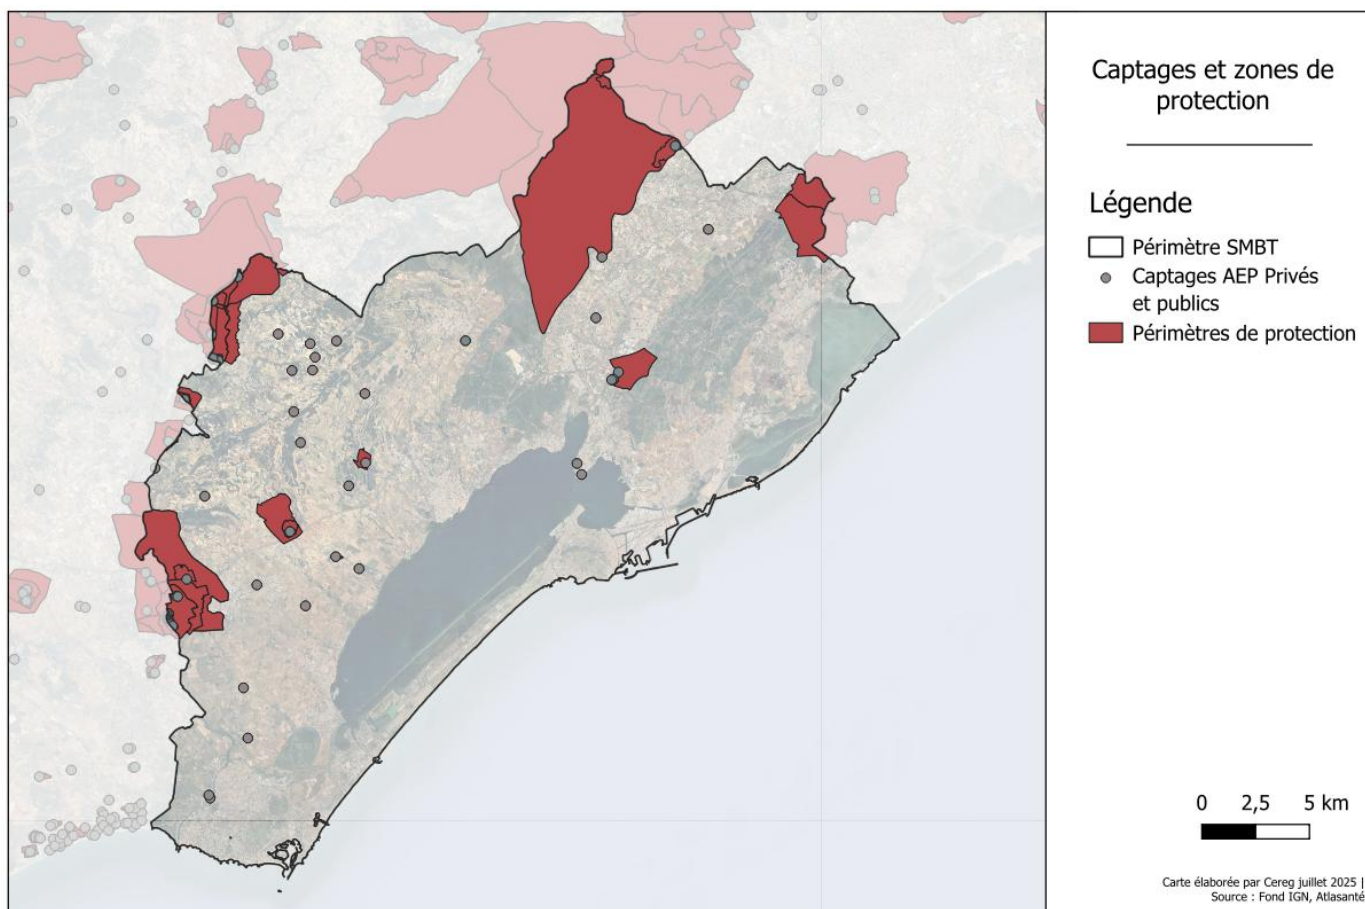 Captages et zones de
protection
Légende
Périmètre SMBT
Captages AEP Privés
et publics
Périmètres de protection
0 2,5 5 km
Carte élaborée par Cereg juillet 2025 |
Source : Fond IGN, Atlasanté